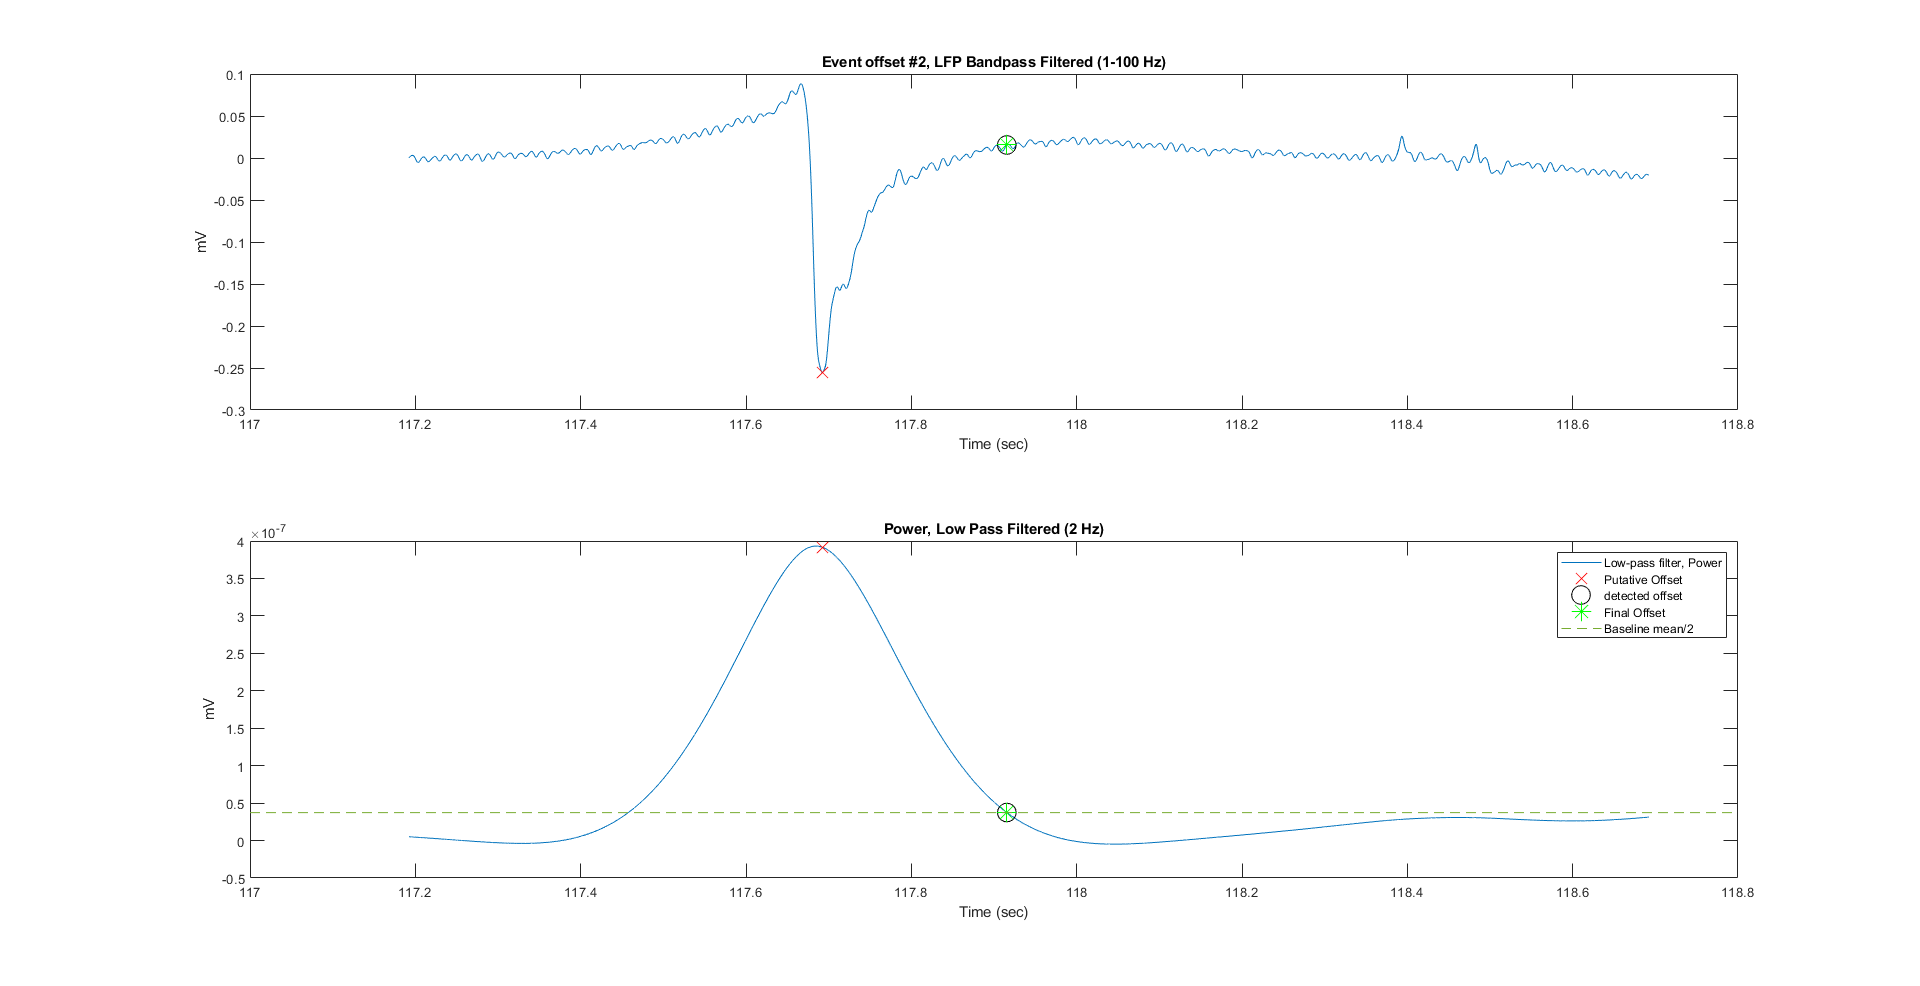 Event offset #2, LFP Bandpass Filtered (1-100 Hz)
0.1
0.05
0
-0.05
-0.1
-0.15
-0.2
-0.25
-0.3
mV
117 117.2 117.4 117.6 117.8 118 118.2 118.4 118.6 118.8
Time (sec)
Power, Low Pass Filtered (2 Hz)
×10-7
4
3.5
3
2.5
2
1.5
1
0.5
0
-0.5
mV
Low-pass filter, Power
Putative Offset
detected offset
Final Offset
Baseline mean/2
117 117.2 117.4 117.6 117.8 118 118.2 118.4 118.6 118.8
Time (sec)